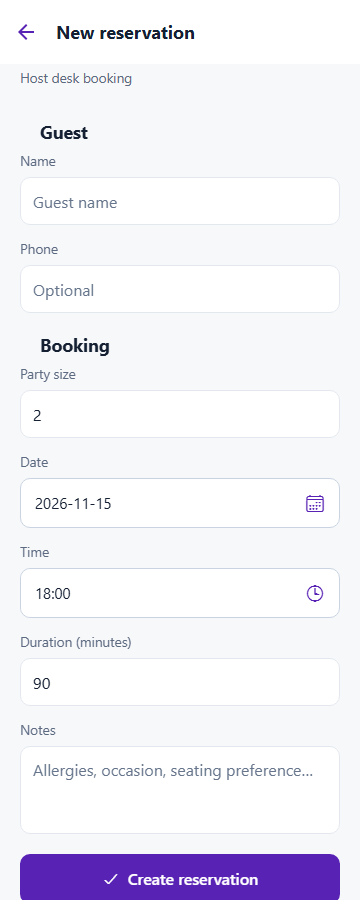 New reservation
Host desk booking
Guest
Name
Guest name
Phone
Optional
Booking
Party size
2
Date
2026-11-15
Time
18:00
Duration (minutes)
90
Notes
Allergies, occasion, seating preference...
Create reservation